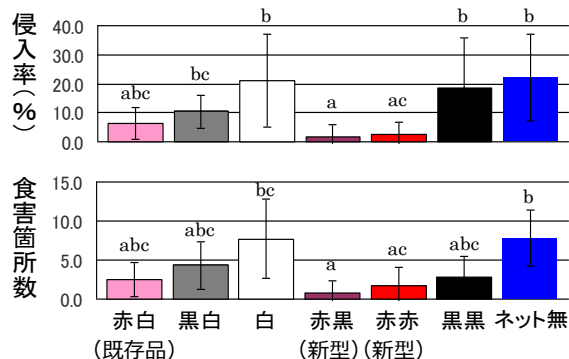 侵入率(%)
40.0
30.0
20.0
10.0
0.0
abc bc b a ac b b
食害箇所数
15.0
10.0
5.0
0.0
abc abc bc a ac abc b
赤白 黒白 白 赤黒 赤赤 黒黒 ネット無
(既存品) (新型) (新型)